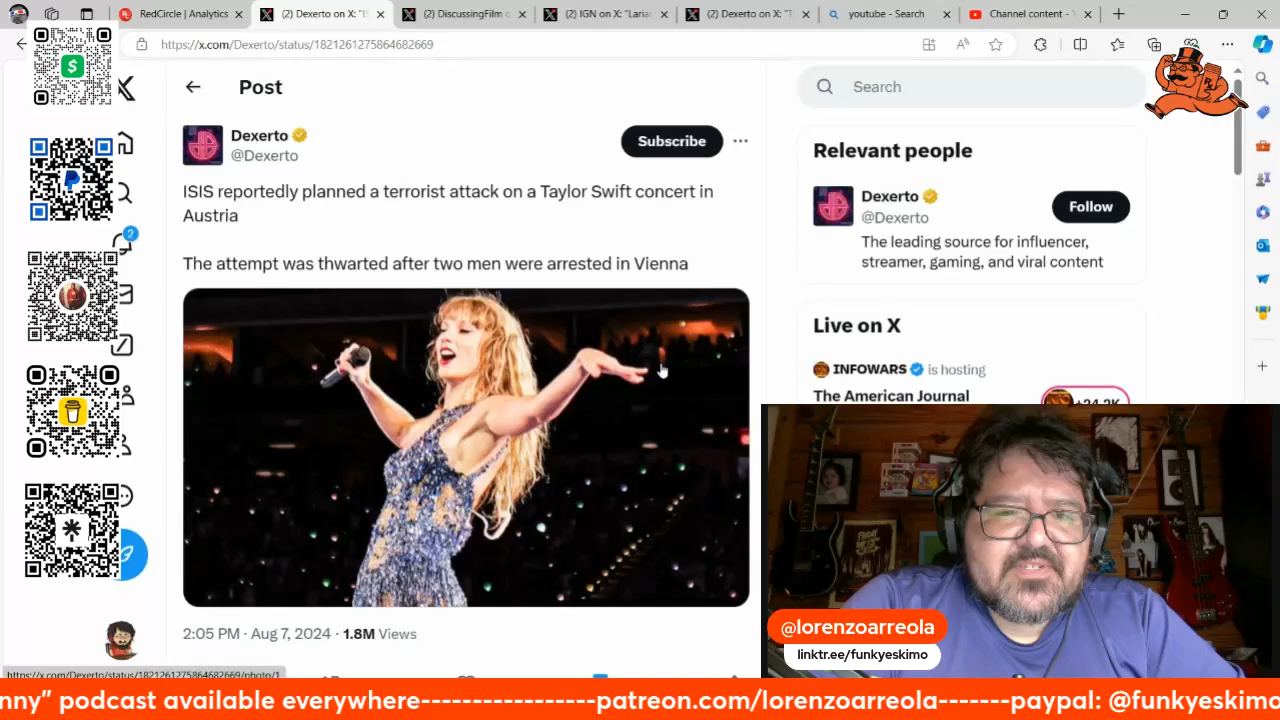 RedCircle | Analytics
(2) Dexerto on X: "E
(2) DiscussingFilm o
(2) IGN on X: "Larian
(2) Dexerto on X: "T
youtube - Search
Channel content - Y
https://x.com/Dexerto/status/1821261275864682669
Post
Search
Dexerto
@Dexerto
Subscribe
ISIS reportedly planned a terrorist attack on a Taylor Swift concert in
Austria
The attempt was thwarted after two men were arrested in Vienna
2
2:05 PM · Aug 7, 2024 · 1.8M Views
Relevant people
Dexerto
@Dexerto
Follow
The leading source for influencer,
streamer, gaming, and viral content
Live on X
INFOWARS is hosting
The American Journal
+24.2K
@lorenzoarreola
linktr.ee/funkyeskimo
https://x.com/Dexerto/status/1821261275864682669/photo/1
nny" podcast available everywhere-----------------patreon.com/lorenzoarreola-------paypal: @funkyeskimo